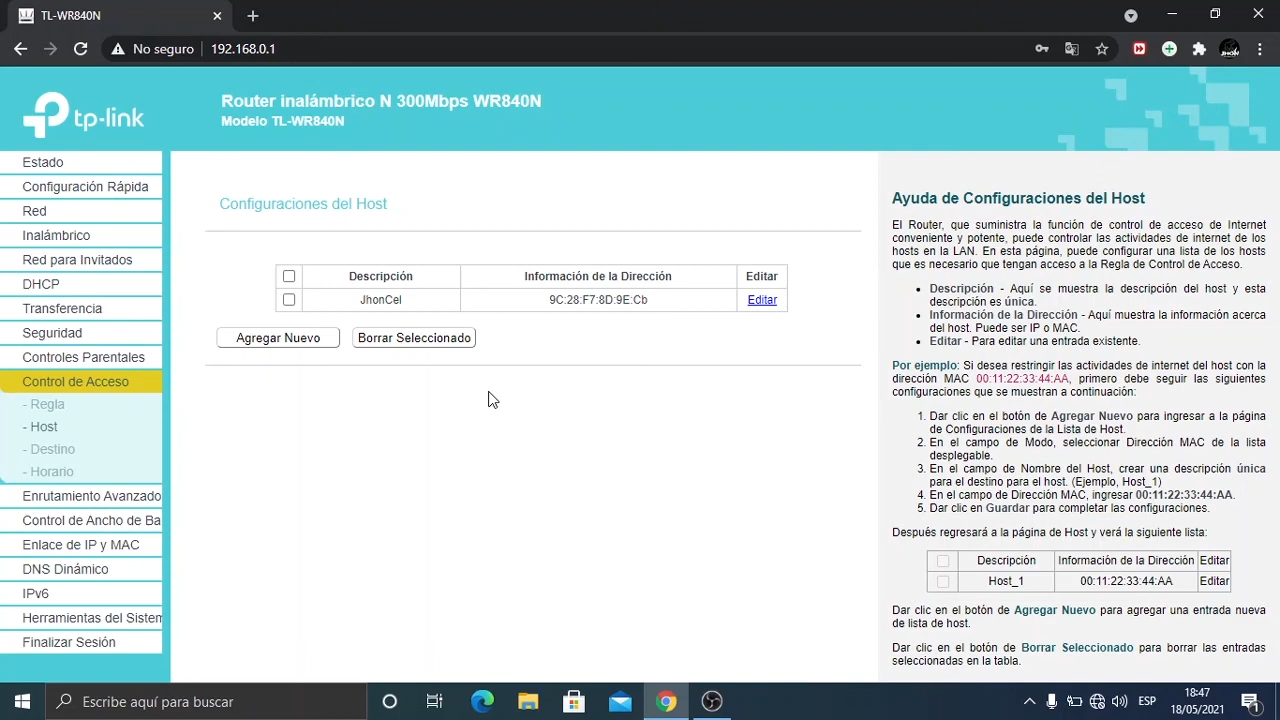 TL-WR840N
No seguro
192.168.0.1
tp-link
Router inalámbrico N 300Mbps WR840N
Modelo TL-WR840N
Estado
Configuración Rápida
Red
Inalámbrico
Red para Invitados
DHCP
Transferencia
Seguridad
Controles Parentales
Control de Acceso
- Regla
- Host
- Destino
- Horario
Enrutamiento Avanzado
Control de Ancho de Ba
Enlace de IP y MAC
DNS Dinámico
IPv6
Herramientas del Sistem
Finalizar Sesión
Configuraciones del Host
Descripción Información de la Dirección Editar
JhonCel 9C:28:F7:8D:9E:Cb Editar
Agregar Nuevo Borrar Seleccionado
Ayuda de Configuraciones del Host
El Router, que suministra la función de control de acceso de Internet
conveniente y potente, puede controlar las actividades de internet de los
hosts en la LAN. En esta página, puede configurar una lista de los hosts
que es necesario que tengan acceso a la Regla de Control de Acceso.
• Descripción - Aquí se muestra la descripción del host y esta
descripción es única.
• Información de la Dirección - Aquí muestra la información acerca
del host. Puede ser IP o MAC.
• Editar - Para editar una entrada existente.
Por ejemplo: Si desea restringir las actividades de internet del host con la
dirección MAC 00:11:22:33:44:AA, primero debe seguir las siguientes
configuraciones que se muestran a continuación:
1. Dar clic en el botón de Agregar Nuevo para ingresar a la página
de Configuraciones de la Lista de Host.
2. En el campo de Modo, seleccionar Dirección MAC de la lista
desplegable.
3. En el campo de Nombre del Host, crear una descripción única
para el destino para el host. (Ejemplo, Host_1)
4. En el campo de Dirección MAC, ingresar 00:11:22:33:44:AA.
5. Dar clic en Guardar para completar las configuraciones.
Después regresará a la página de Host y verá la siguiente lista:
Descripción Información de la Dirección Editar
Host_1 00:11:22:33:44:AA Editar
Dar clic en el botón de Agregar Nuevo para agregar una entrada nueva
de lista de host.
Dar clic en el botón de Borrar Seleccionado para borrar las entradas
seleccionadas en la tabla.
Escribe aquí para buscar
ESP
18:47
18/05/2021
1